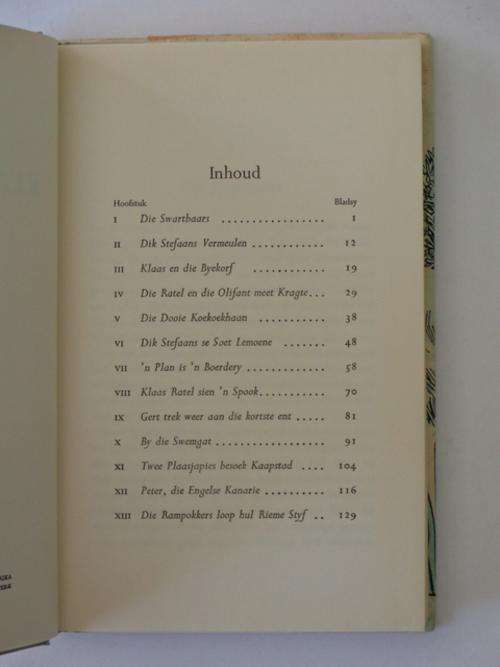 Inhoud
Hoofstuk Bladsy
I Die Swartbaars ................. 1
II Dik Stefaans Vermeulen ............ 12
III Klaas en die Byekorf ............ 19
IV Die Ratel en die Olifant meet Kragte... 29
V Die Dooie Koekoekhaan ........... 38
VI Dik Stefaans se Soet Lemoene ....... 48
VII 'n Plan is 'n Boerdery ............. 58
VIII Klaas Ratel sien 'n Spook........... 70
IX Gert trek weer aan die kortste ent ..... 81
X By die Swemgat .................. 91
XI Twee Plaasjapies besoek Kaapstad .... 104
XII Peter, die Engelse Kanarie .......... 116
XIII Die Rampokkers loop hul Rieme Styf .. 129